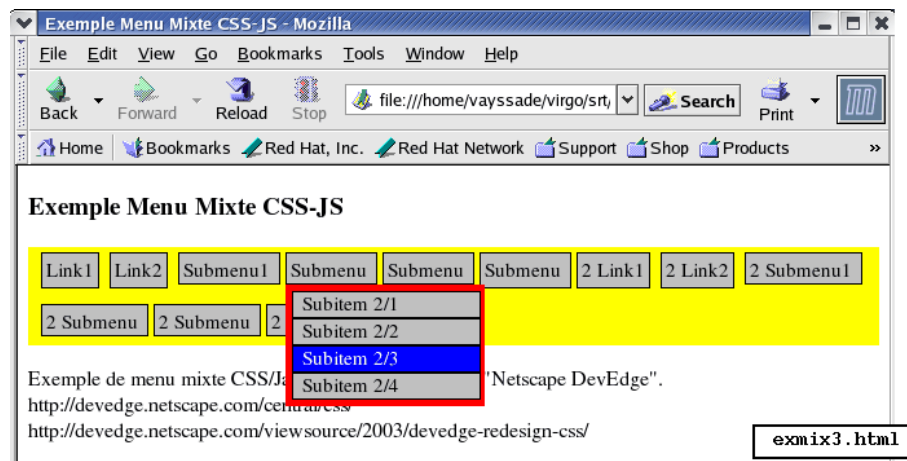 Exemple Menu Mixte CSS-JS - Mozilla
File Edit View Go Bookmarks Tools Window Help
Back Forward Reload Stop file:///home/vayssade/virgo/srt/ Search Print
Home Bookmarks Red Hat, Inc. Red Hat Network Support Shop Products »
Exemple Menu Mixte CSS-JS
Link1 Link2 Submenu1 Submenu Submenu Submenu 2 Link1 2 Link2 2 Submenu1
2 Submenu 2 Submenu 2
Subitem 2/1
Subitem 2/2
Subitem 2/3
Subitem 2/4
Exemple de menu mixte CSS/Ja "Netscape DevEdge".
http://devedge.netscape.com/central/css/
http://devedge.netscape.com/viewsource/2003/devedge-redesign-css/
exmix3.html